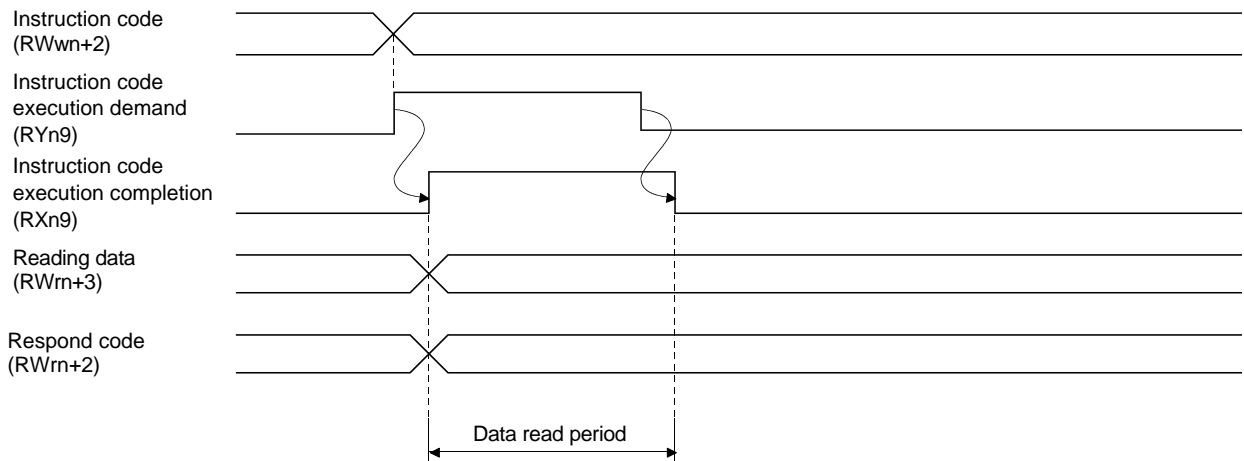 Instruction code
(RWwn+2)
Instruction code
execution demand
(RYn9)
Instruction code
execution completion
(RXn9)
Reading data
(RWrn+3)
Respond code
(RWrn+2)
Data read period